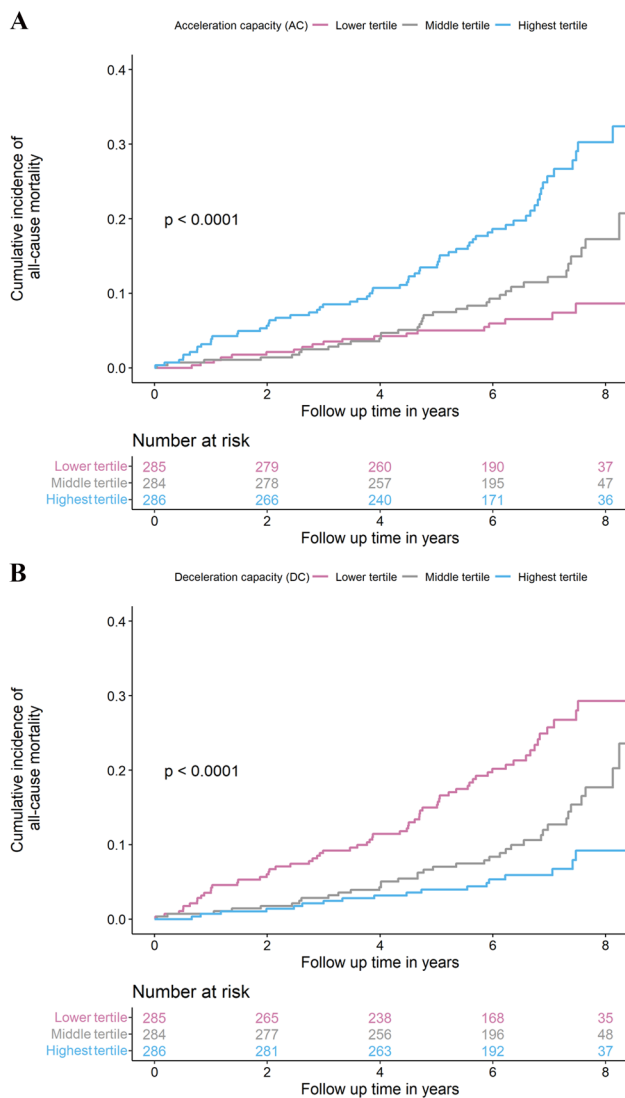 A
Acceleration capacity (AC) Lower tertile Middle tertile Highest tertile
0.4
0.3
0.2
0.1
0.0
Cumulative incidence of
all-cause mortality
p < 0.0001
0 2 4 6 8
Follow up time in years
Number at risk
Lower tertile 285 279 260 190 37
Middle tertile 284 278 257 195 47
Highest tertile 286 266 240 171 36
0 2 4 6 8
Follow up time in years
B
Deceleration capacity (DC) Lower tertile Middle tertile Highest tertile
0.4
0.3
0.2
0.1
0.0
Cumulative incidence of
all-cause mortality
p < 0.0001
0 2 4 6 8
Follow up time in years
Number at risk
Lower tertile 285 265 238 168 35
Middle tertile 284 277 256 196 48
Highest tertile 286 281 263 192 37
0 2 4 6 8
Follow up time in years